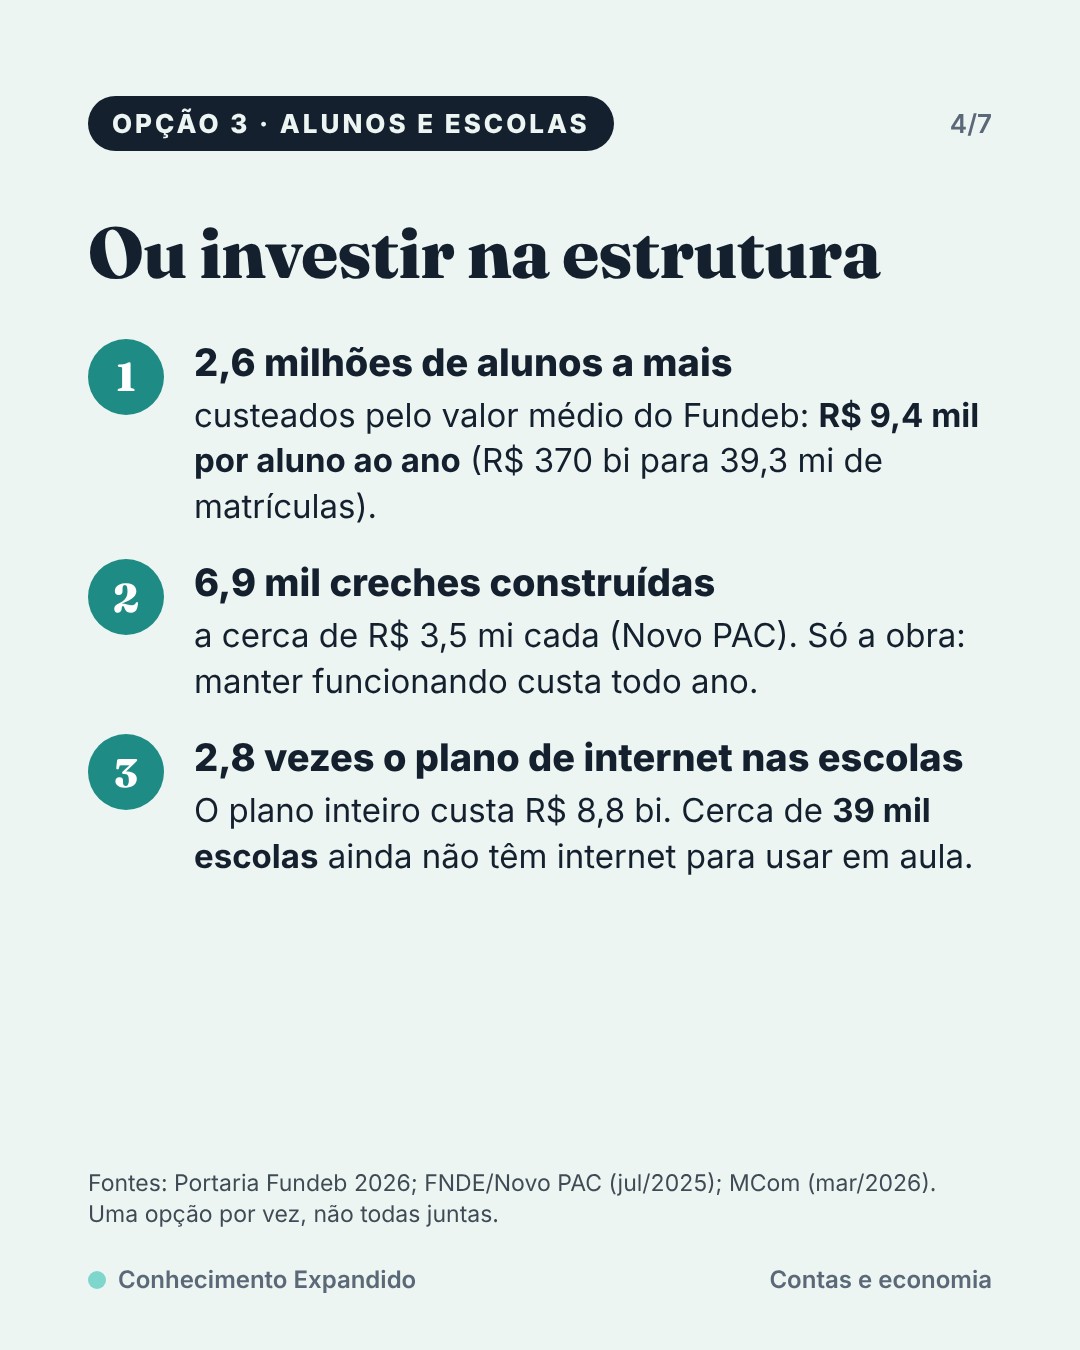 OPÇÃO 3 · ALUNOS E ESCOLAS
4/7
Ou investir na estrutura
1
2,6 milhões de alunos a mais
custeados pelo valor médio do Fundeb: R$ 9,4 mil
por aluno ao ano (R$ 370 bi para 39,3 mi de
matrículas).
2
6,9 mil creches construídas
a cerca de R$ 3,5 mi cada (Novo PAC). Só a obra:
manter funcionando custa todo ano.
3
2,8 vezes o plano de internet nas escolas
O plano inteiro custa R$ 8,8 bi. Cerca de 39 mil
escolas ainda não têm internet para usar em aula.
Fontes: Portaria Fundeb 2026; FNDE/Novo PAC (jul/2025); MCom (mar/2026).
Uma opção por vez, não todas juntas.
Conhecimento Expandido
Contas e economia